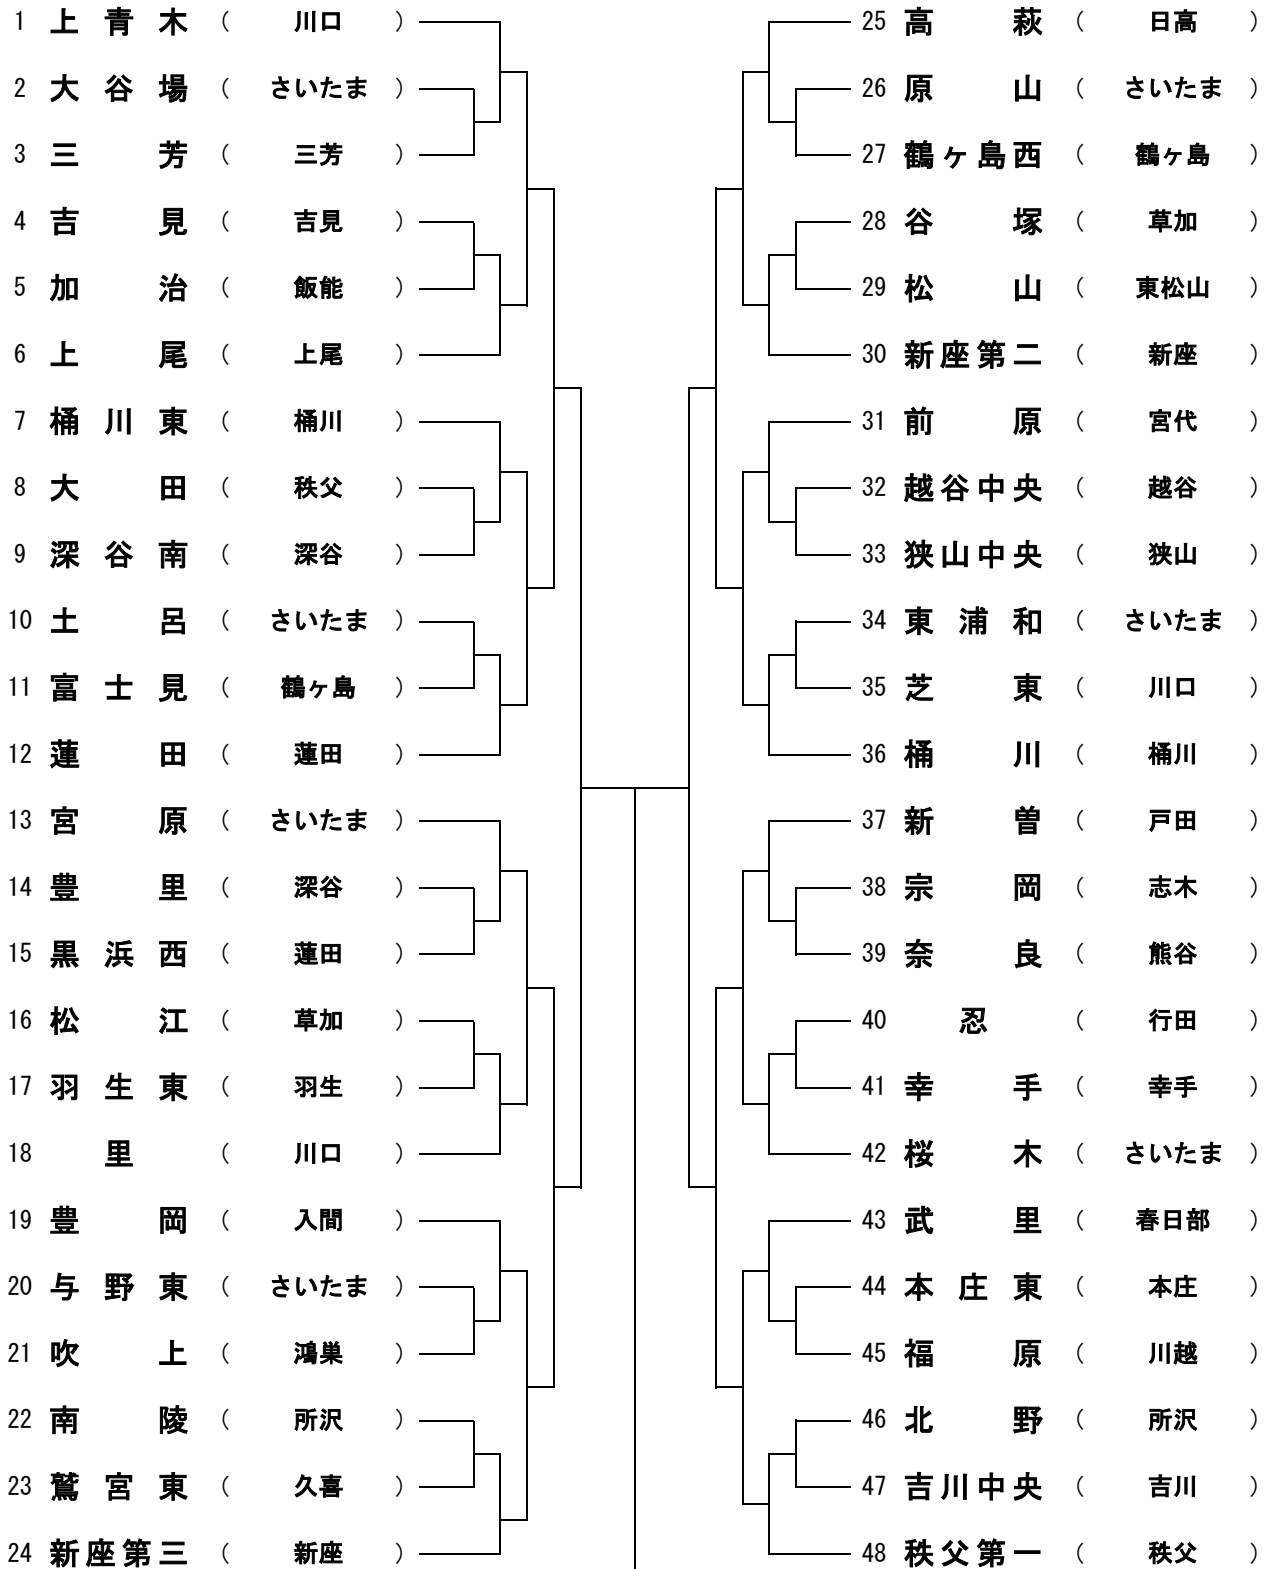 1 上青木 （ 川口 ）
2 大谷場 （ さいたま ）
3 三芳 （ 三芳 ）
4 吉見 （ 吉見 ）
5 加治 （ 飯能 ）
6 上尾 （ 上尾 ）
7 桶川東 （ 桶川 ）
8 大田 （ 秩父 ）
9 深谷南 （ 深谷 ）
10 土呂 （ さいたま ）
11 富士見 （ 鶴ヶ島 ）
12 蓮田 （ 蓮田 ）
13 宮原 （ さいたま ）
14 豊里 （ 深谷 ）
15 黒浜西 （ 蓮田 ）
16 松江 （ 草加 ）
17 羽生東 （ 羽生 ）
18 里 （ 川口 ）
19 豊岡 （ 入間 ）
20 与野東 （ さいたま ）
21 吹上 （ 鴻巣 ）
22 南陵 （ 所沢 ）
23 鷲宮東 （ 久喜 ）
24 新座第三 （ 新座 ）
25 高萩 （ 日高 ）
26 原山 （ さいたま ）
27 鶴ヶ島西 （ 鶴ヶ島 ）
28 谷塚 （ 草加 ）
29 松山 （ 東松山 ）
30 新座第二 （ 新座 ）
31 前原 （ 宮代 ）
32 越谷中央 （ 越谷 ）
33 狭山中央 （ 狭山 ）
34 東浦和 （ さいたま ）
35 芝東 （ 川口 ）
36 桶川 （ 桶川 ）
37 新曽 （ 戸田 ）
38 宗岡 （ 志木 ）
39 奈良 （ 熊谷 ）
40 忍 （ 行田 ）
41 幸手 （ 幸手 ）
42 桜木 （ さいたま ）
43 武里 （ 春日部 ）
44 本庄東 （ 本庄 ）
45 福原 （ 川越 ）
46 北野 （ 所沢 ）
47 吉川中央 （ 吉川 ）
48 秩父第一 （ 秩父 ）